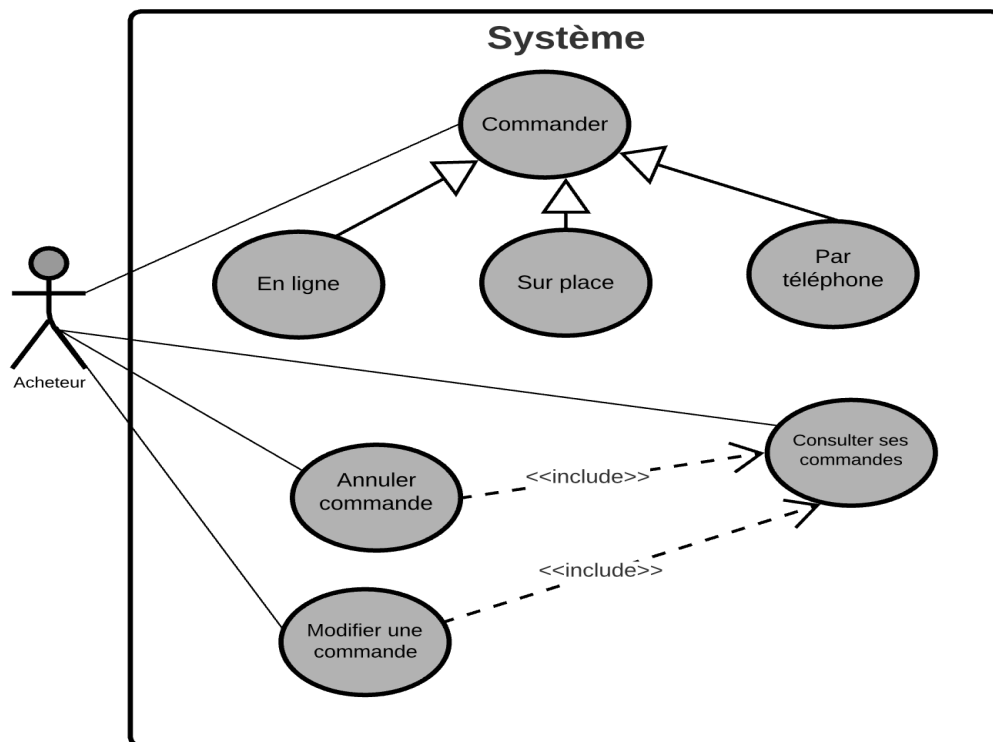 Système
Commander
En ligne
Sur place
Par
téléphone
Acheteur
Consulter ses
commandes
Annuler
commande
<<include>>
<<include>>
Modifier une
commande